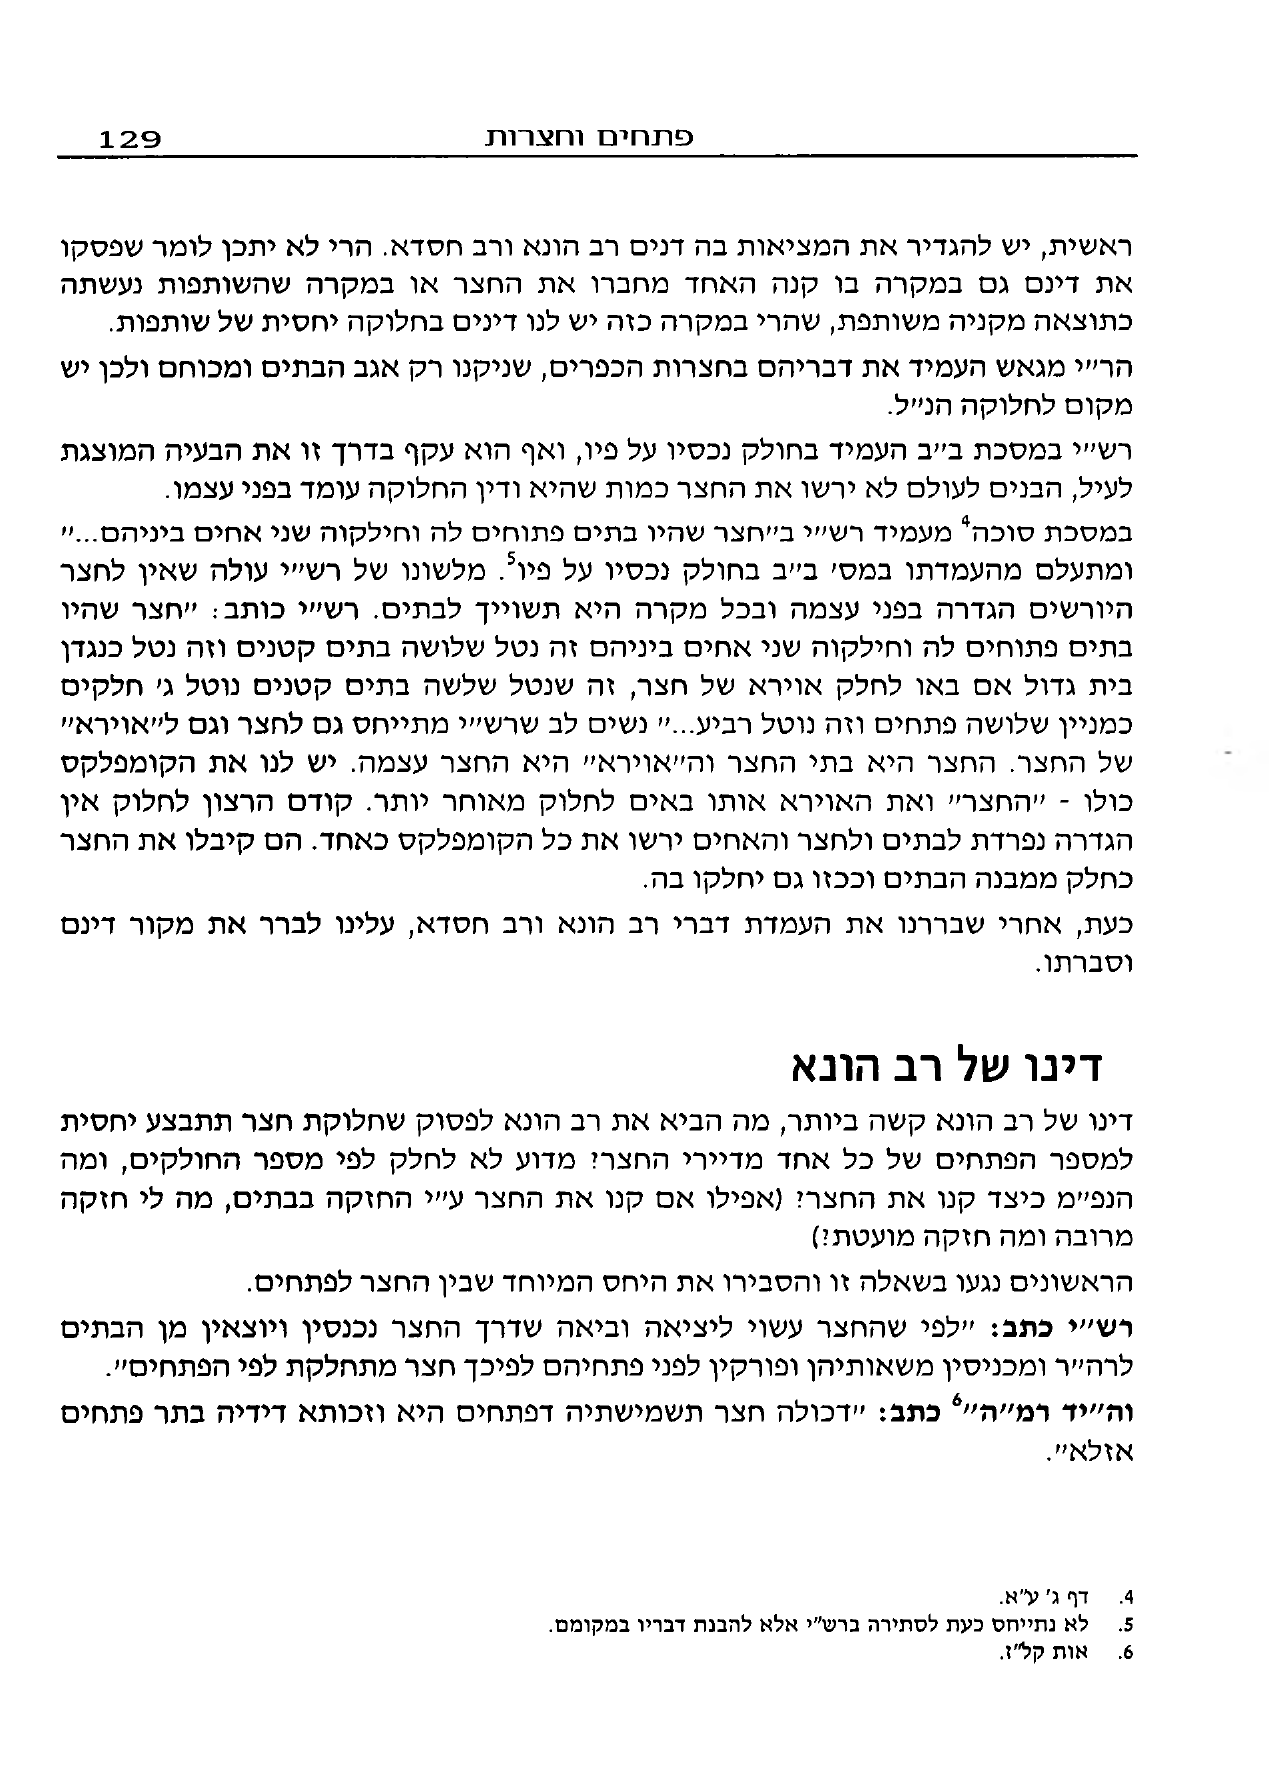 פתחים וחצרות 129
ראשית, יש להגדיר את המציאות בה דנים רב הונא ורב חסדא. הרי לא יתכן לומר שפסקו
את דינם גם במקרה בו קנה האחד מחברו את החצר או במקרה שהשותפות נעשתה
כתוצאה מקניה משותפת, שהרי במקרה כזה יש לנו דינים בחלוקה יחסית של שותפות.
הר״י מגאש העמיד את דבריהם בחצרות הכפרים, שניקנו רק אגב הבתים ומכוחם ולכן יש
מקום לחלוקה הנ״ל.
רש״י במסכת ב״ב העמיד בחולק נכסיו על פיו, ואף הוא עקף בדרך זו את הבעיה המוצגת
לעיל, הבנים לעולם לא ירשו את החצר כמות שהיא ודין החלוקה עומד בפני עצמו.
במסכת סוכה4 מעמיד רש״י ב״חצר שהיו בתים פתוחים לה וחילקוה שני אחים ביניהם...״
ומתעלם מהעמדתו במס׳ ב״ב בחולק נכסיו על פיו5. מלשונו של רש״י עולה שאין לחצר
היורשים הגדרה בפני עצמה ובכל מקרה היא תשוייך לבתים. רש״י כותב: ״חצר שהיו
בתים פתוחים לה וחילקוה שני אחים ביניהם זה נטל שלושה בתים קטנים וזה נטל כנגדן
בית גדול אם באו לחלק אוירא של חצר, זה שנטל שלשה בתים קטנים נוטל ג׳ חלקים
כמניין שלושה פתחים וזה נוטל רביע...״ נשים לב שרש״י מתייחס גם לחצר וגם ל״אוירא״
של החצר. החצר היא בתי החצר וה״אוירא״ היא החצר עצמה. יש לנו את הקומפלקס
כולו - ״החצר״ ואת האוירא אותו באים לחלוק מאוחר יותר. קודם הרצון לחלוק אין
הגדרה נפרדת לבתים ולחצר והאחים ירשו את כל הקומפלקס כאחד. הם קיבלו את החצר
כחלק ממבנה הבתים וככזו גם יחלקו בה.
כעת, אחרי שבררנו את העמדת דברי רב הונא ורב חסדא, עלינו לברר את מקור דינם
וסברתו.
דינו של רב הונא
דינו של רב הונא קשה ביותר, מה הביא את רב הונא לפסוק שחלוקת חצר תתבצע יחסית
למספר הפתחים של כל אחד מדיירי החצר? מדוע לא לחלק לפי מספר החולקים, ומה
הנפ״מ כיצד קנו את החצר? (אפילו אם קנו את החצר ע״י החזקה בבתים, מה לי חזקה
מרובה ומה חזקה מועטת?)
הראשונים נגעו בשאלה זו והסבירו את היחס המיוחד שבין החצר לפתחים.
רש״י כתב: ״לפי שהחצר עשוי ליציאה וביאה שדרך החצר נכנסין ויוצאין מן הבתים
לרה״ר ומכניסין משאותיהן ופורקין לפני פתחיהם לפיכך חצר מתחלקת לפי הפתחים״.
וה״יד רמ״ה״6 כתב: ״דכולה חצר תשמישתיה דפתחים היא וזכותא דידיה בתר פתחים
אזלא״.
4. דף ג׳ ע״א.
5. לא נתייחס כעת לסתירה ברש״י אלא להבנת דבריו במקומם.
6. אות קל״ז.